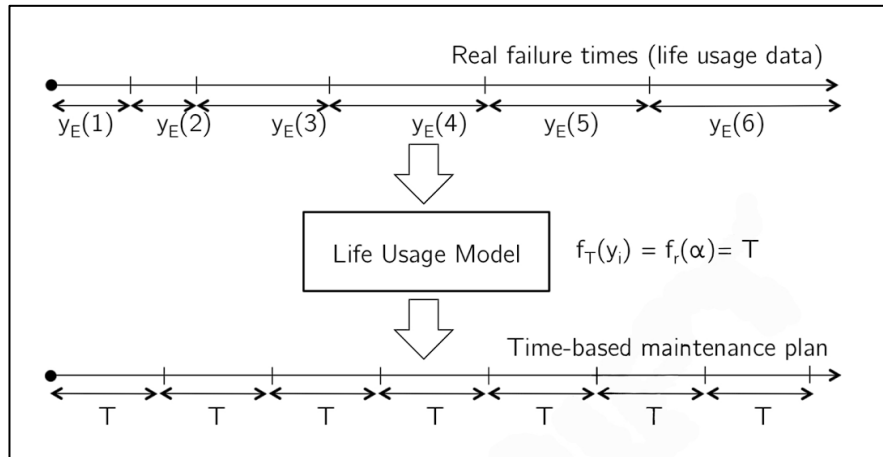 Real failure times (life usage data)
y_E(1) y_E(2) y_E(3) y_E(4) y_E(5) y_E(6)
Life Usage Model
f_T(y_i) = f_r(α)= T
Time-based maintenance plan
T T T T T T T